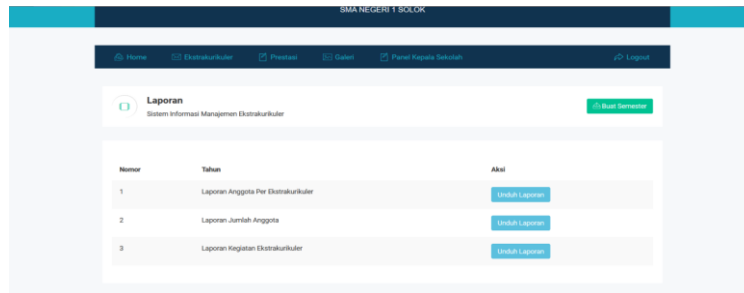 SMA NEGERI 1 SOLOK
Home Ekstrakurikuler Prestasi Galeri Panel Kepala Sekolah Logout
Laporan
Sistem Informasi Manajemen Ekstrakurikuler
Buat Semester
Nomor Tahun Aksi
1 Laporan Anggota Per Ekstrakurikuler Unduh Laporan
2 Laporan Jumlah Anggota Unduh Laporan
3 Laporan Kegiatan Ekstrakurikuler Unduh Laporan